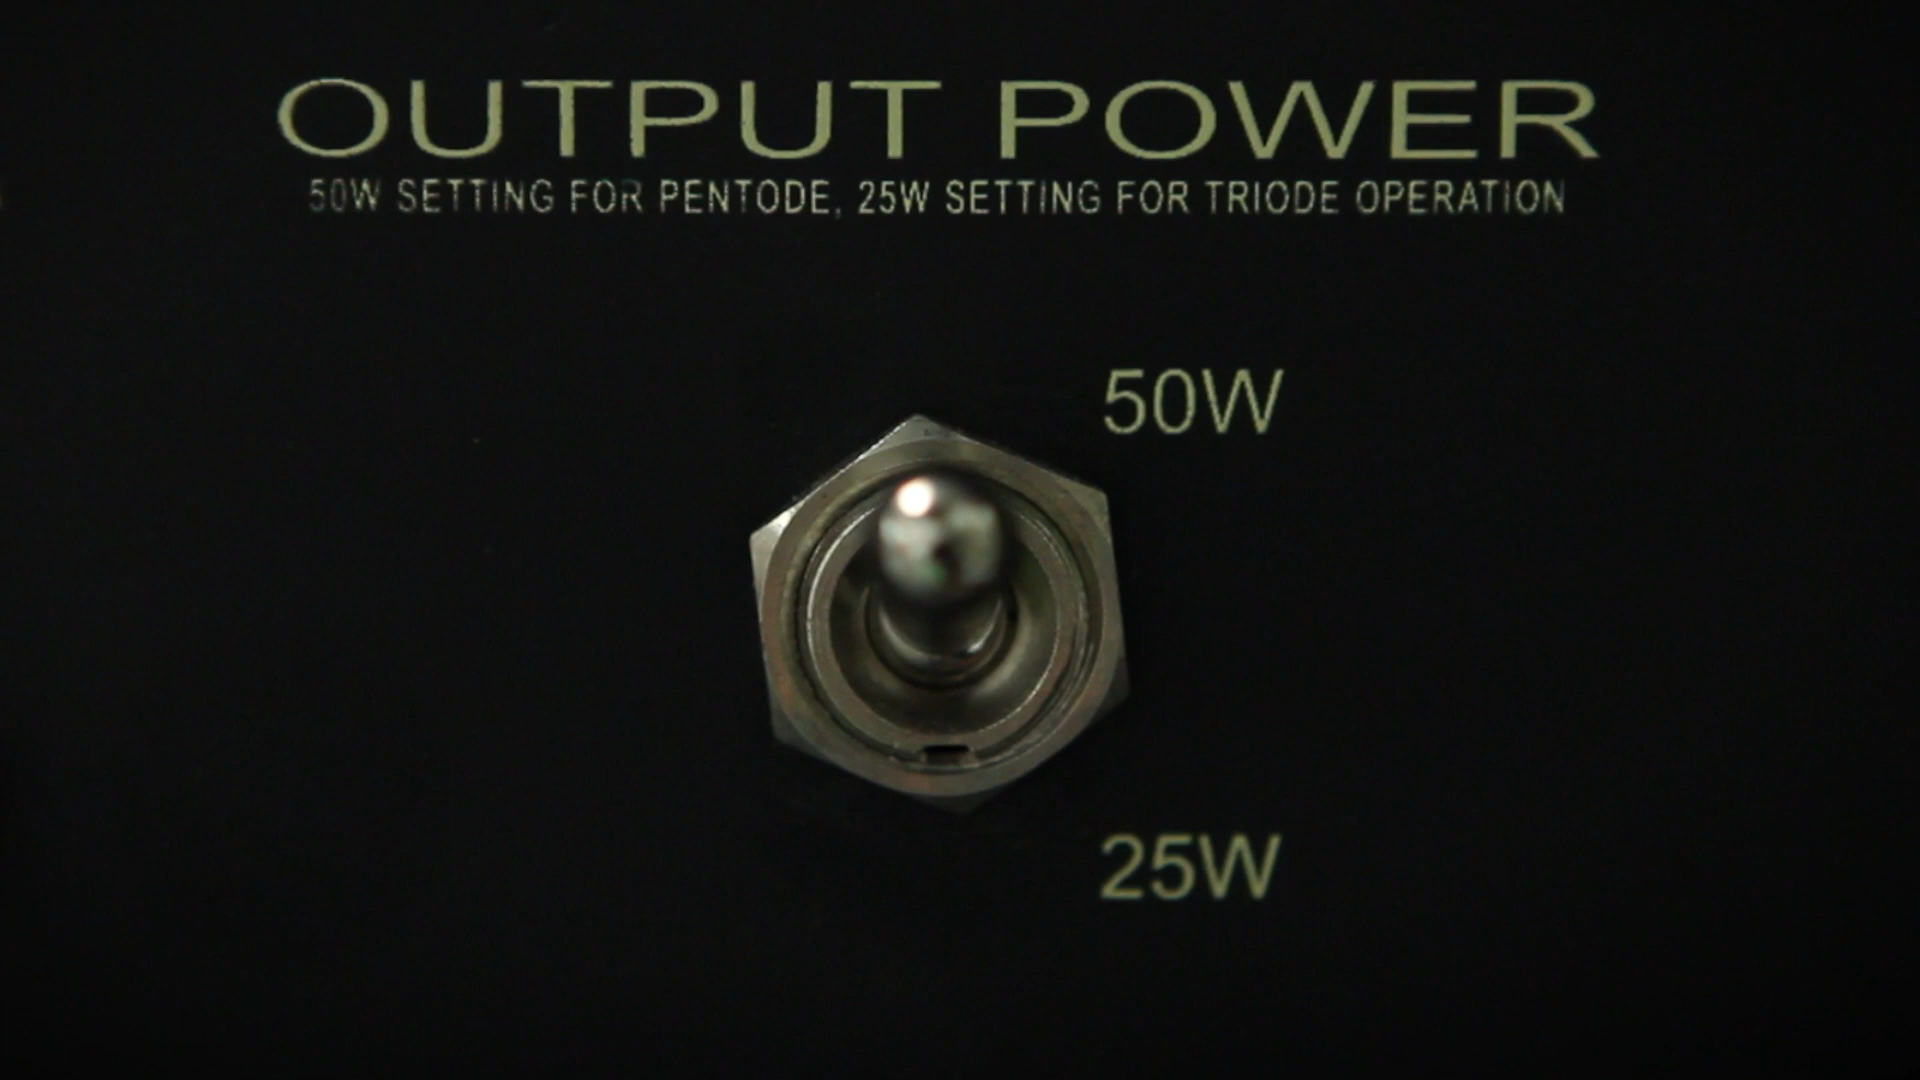 OUTPUT POWER
50W SETTING FOR PENTODE, 25W SETTING FOR TRIODE OPERATION
50W
25W